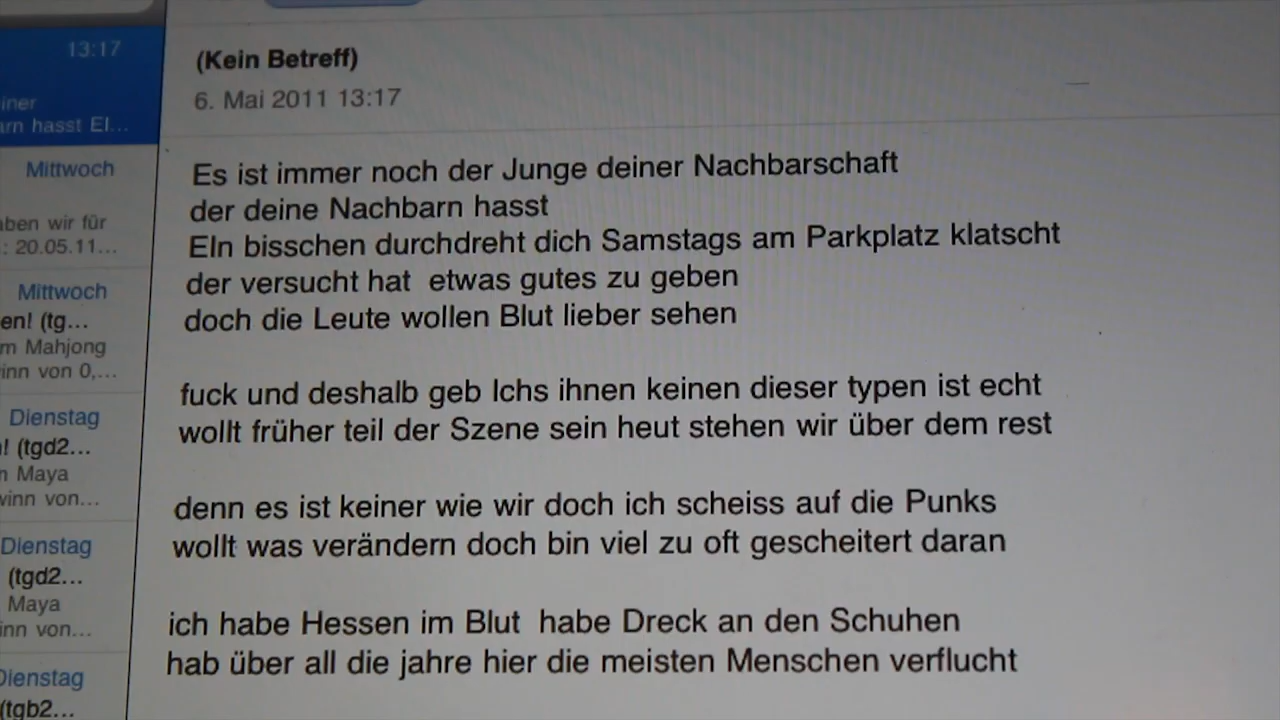 13:17
iner
arn hasst EI...
Mittwoch
aben wir für
: 20.05.11...
Mittwoch
en! (tg...
m Mahjong
inn von 0,...
Dienstag
! (tgd2...
n Maya
winn von...
Dienstag
(tgd2...
Maya
inn von...
Dienstag
(tgb2...
(Kein Betreff)
6. Mai 2011 13:17
Es ist immer noch der Junge deiner Nachbarschaft
der deine Nachbarn hasst
EIn bisschen durchdreht dich Samstags am Parkplatz klatscht
der versucht hat etwas gutes zu geben
doch die Leute wollen Blut lieber sehen
fuck und deshalb geb Ichs ihnen keinen dieser typen ist echt
wollt früher teil der Szene sein heut stehen wir über dem rest
denn es ist keiner wie wir doch ich scheiss auf die Punks
wollt was verändern doch bin viel zu oft gescheitert daran
ich habe Hessen im Blut habe Dreck an den Schuhen
hab über all die jahre hier die meisten Menschen verflucht